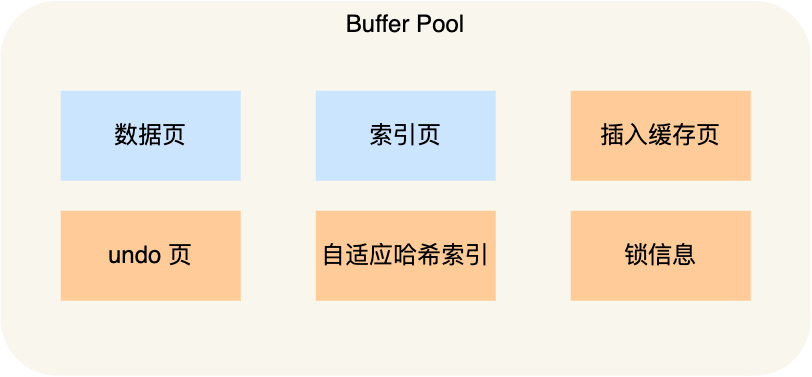 Buffer Pool
数据页
索引页
插入缓存页
undo 页
自适应哈希索引
锁信息